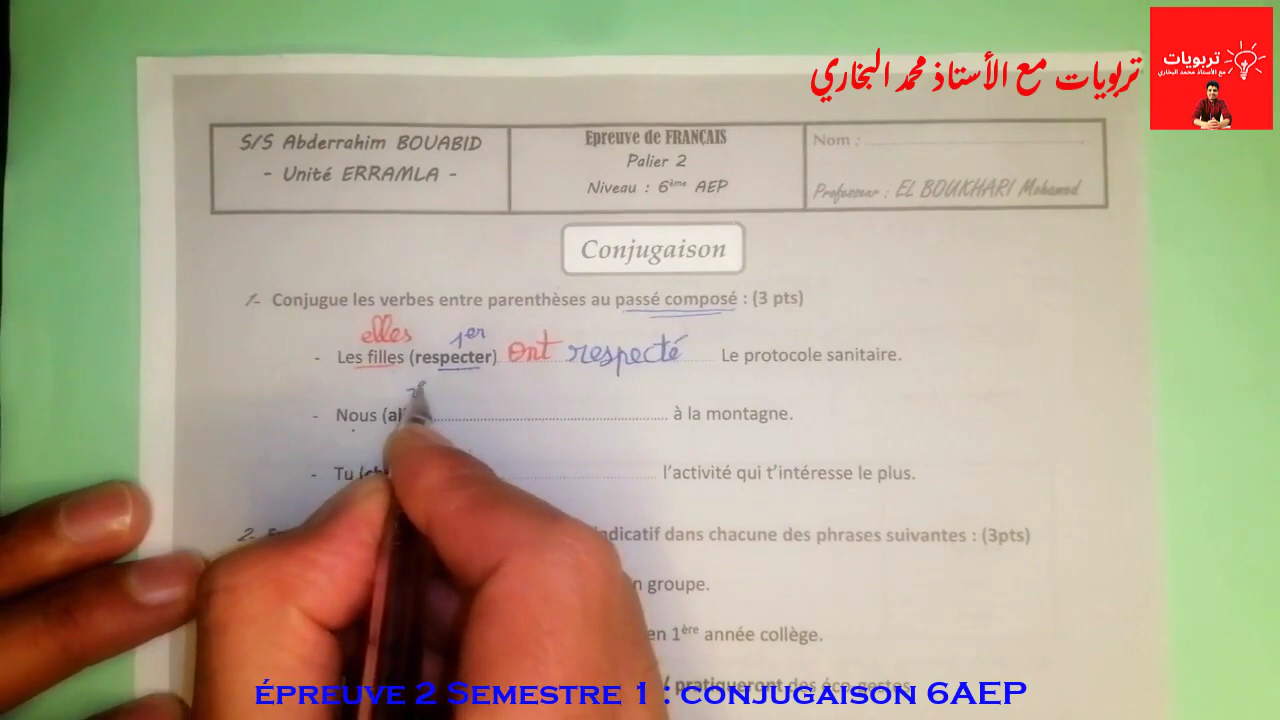 تربويات مع الأستاذ محمد البخاري
تربويات
مع الأستاذ محمد البخاري
S/S Abderrahim BOUABID
- Unité ERRAMLA -
Epreuve de FRANÇAIS
Palier 2
Niveau : 6ème AEP
Nom :
Professeur : EL BOUKHARI Mohamed
Conjugaison
1- Conjugue les verbes entre parenthèses au passé composé : (3 pts)
elles 1er
- Les filles (respecter) ont respecté Le protocole sanitaire.
- Nous ( à la montagne.
- Tu ( l'activité qui t'intéresse le plus.
2- dans chacune des phrases suivantes : (3pts)
groupe.
en 1ère année collège.
pratiqueront des éco-gestes
épreuve 2 Semestre 1 : conjugaison 6AEP